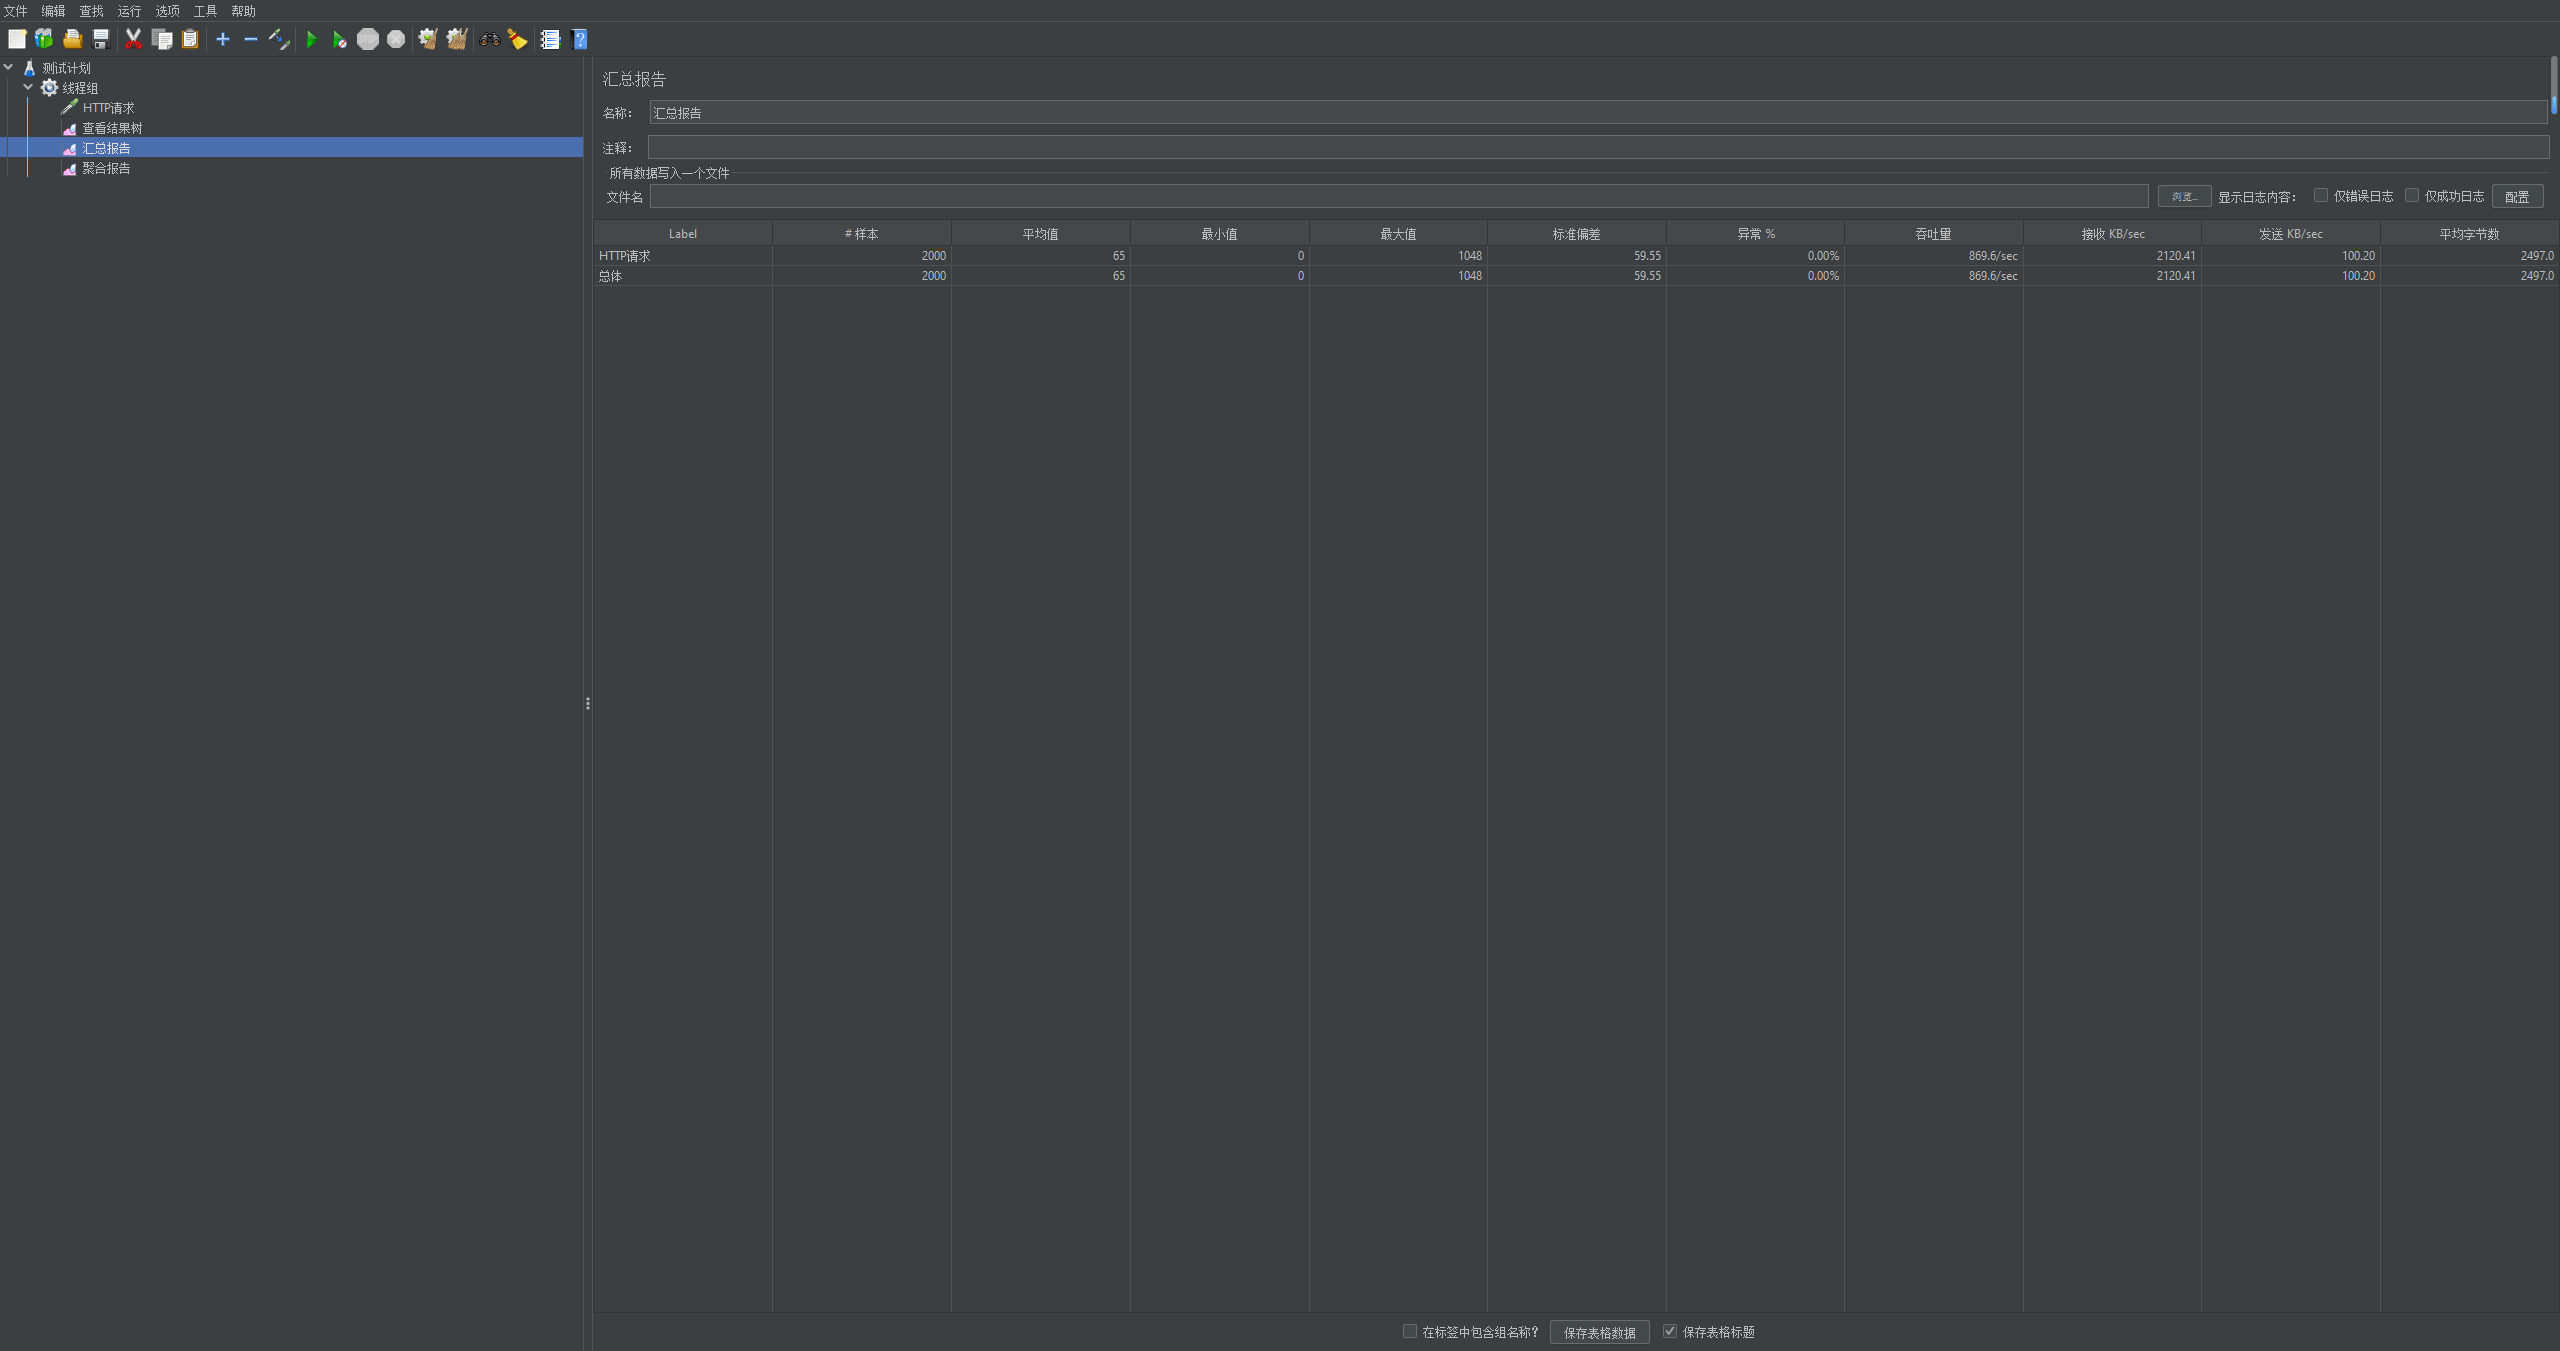 文件 编辑 查找 运行 选项 工具 帮助
测试计划
线程组
HTTP请求
查看结果树
汇总报告
聚合报告
汇总报告
名称: 汇总报告
注释:
所有数据写入一个文件
文件名 浏览... 显示日志内容: 仅错误日志 仅成功日志 配置
Label # 样本 平均值 最小值 最大值 标准偏差 异常 % 吞吐量 接收 KB/sec 发送 KB/sec 平均字节数
HTTP请求 2000 65 0 1048 59.55 0.00% 869.6/sec 2120.41 100.20 2497.0
总体 2000 65 0 1048 59.55 0.00% 869.6/sec 2120.41 100.20 2497.0
在标签中包含组名称? 保存表格数据 保存表格标题